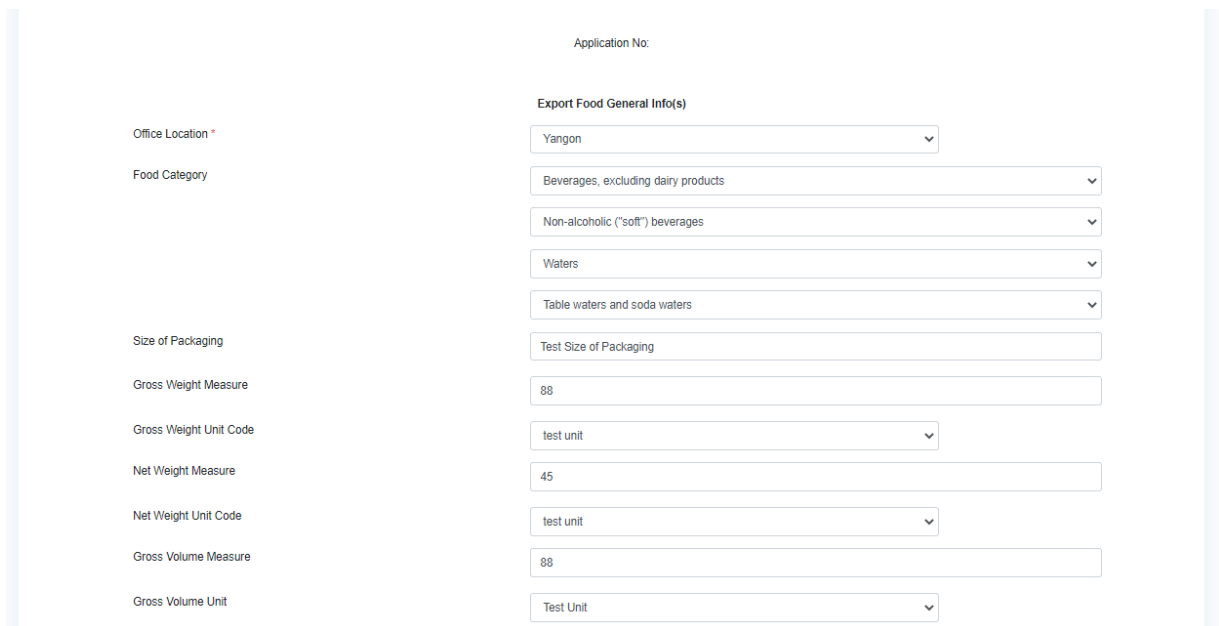 Application No:
Export Food General Info(s)
Office Location * Yangon
Food Category Beverages, excluding dairy products
Non-alcoholic ("soft") beverages
Waters
Table waters and soda waters
Size of Packaging Test Size of Packaging
Gross Weight Measure 88
Gross Weight Unit Code test unit
Net Weight Measure 45
Net Weight Unit Code test unit
Gross Volume Measure 88
Gross Volume Unit Test Unit